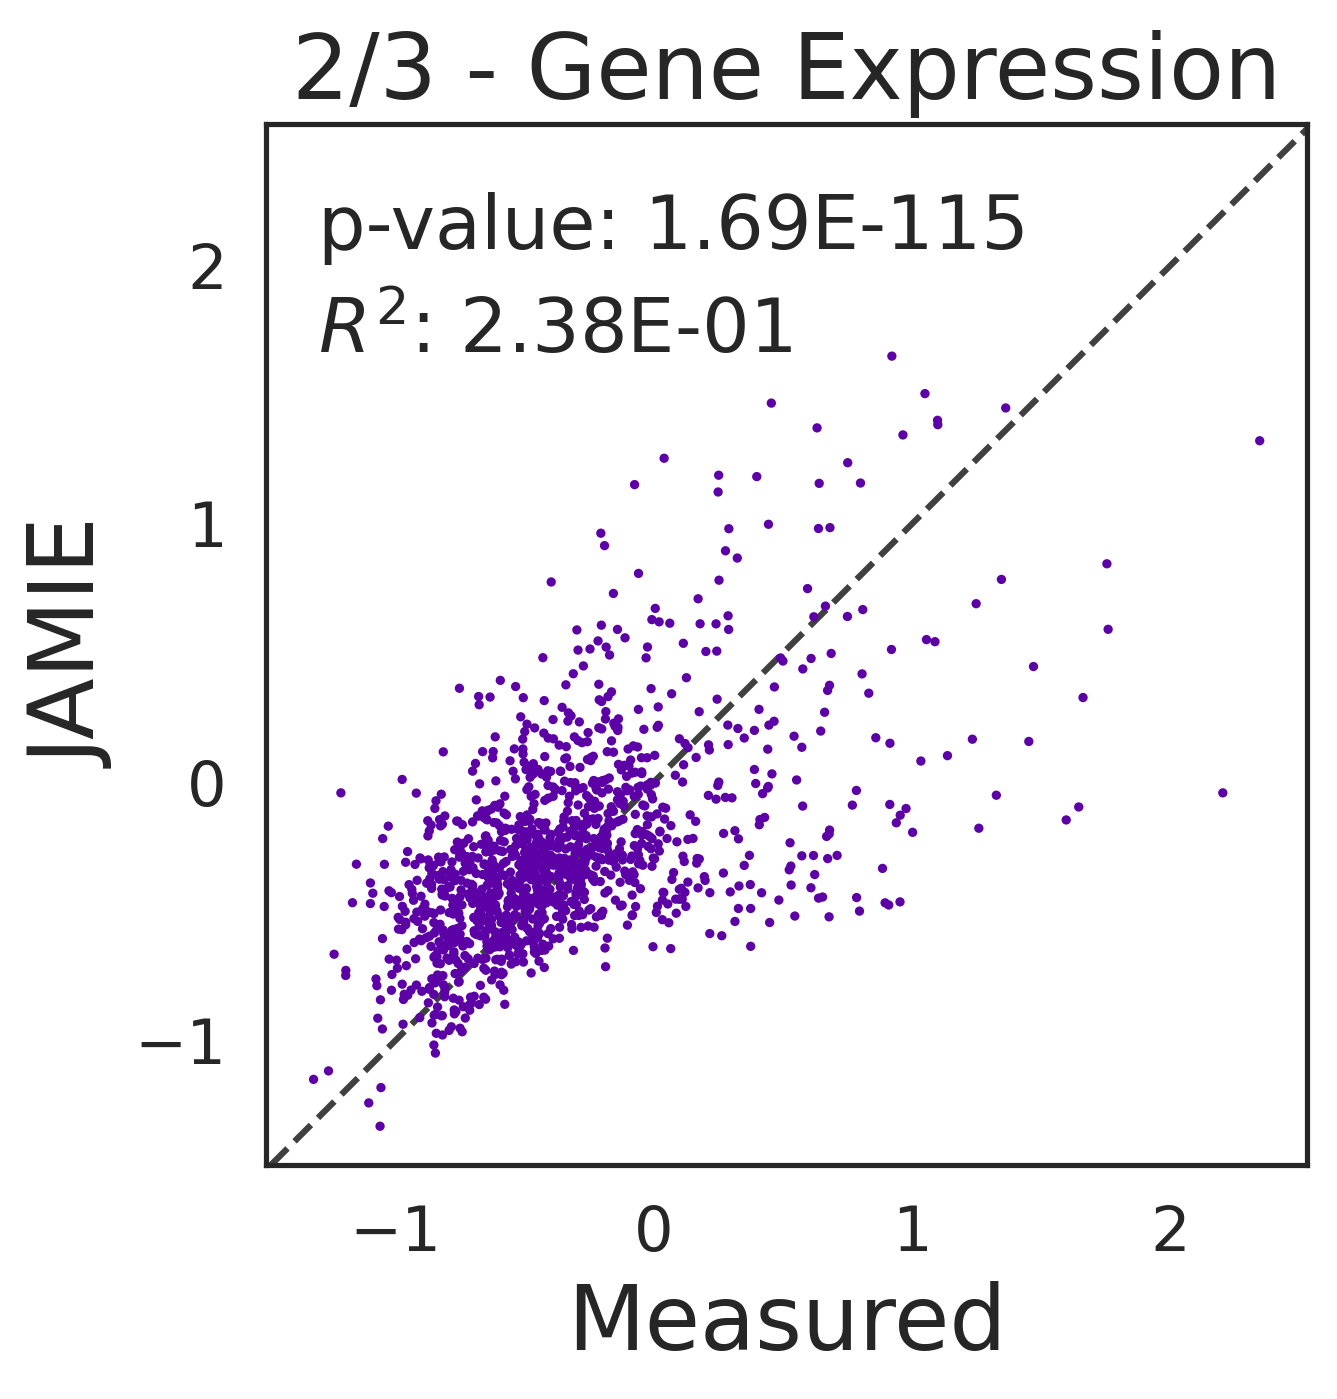 2/3 - Gene Expression
p-value: 1.69E-115
R²: 2.38E-01
2
1
0
−1
JAMIE
−1 0 1 2
Measured